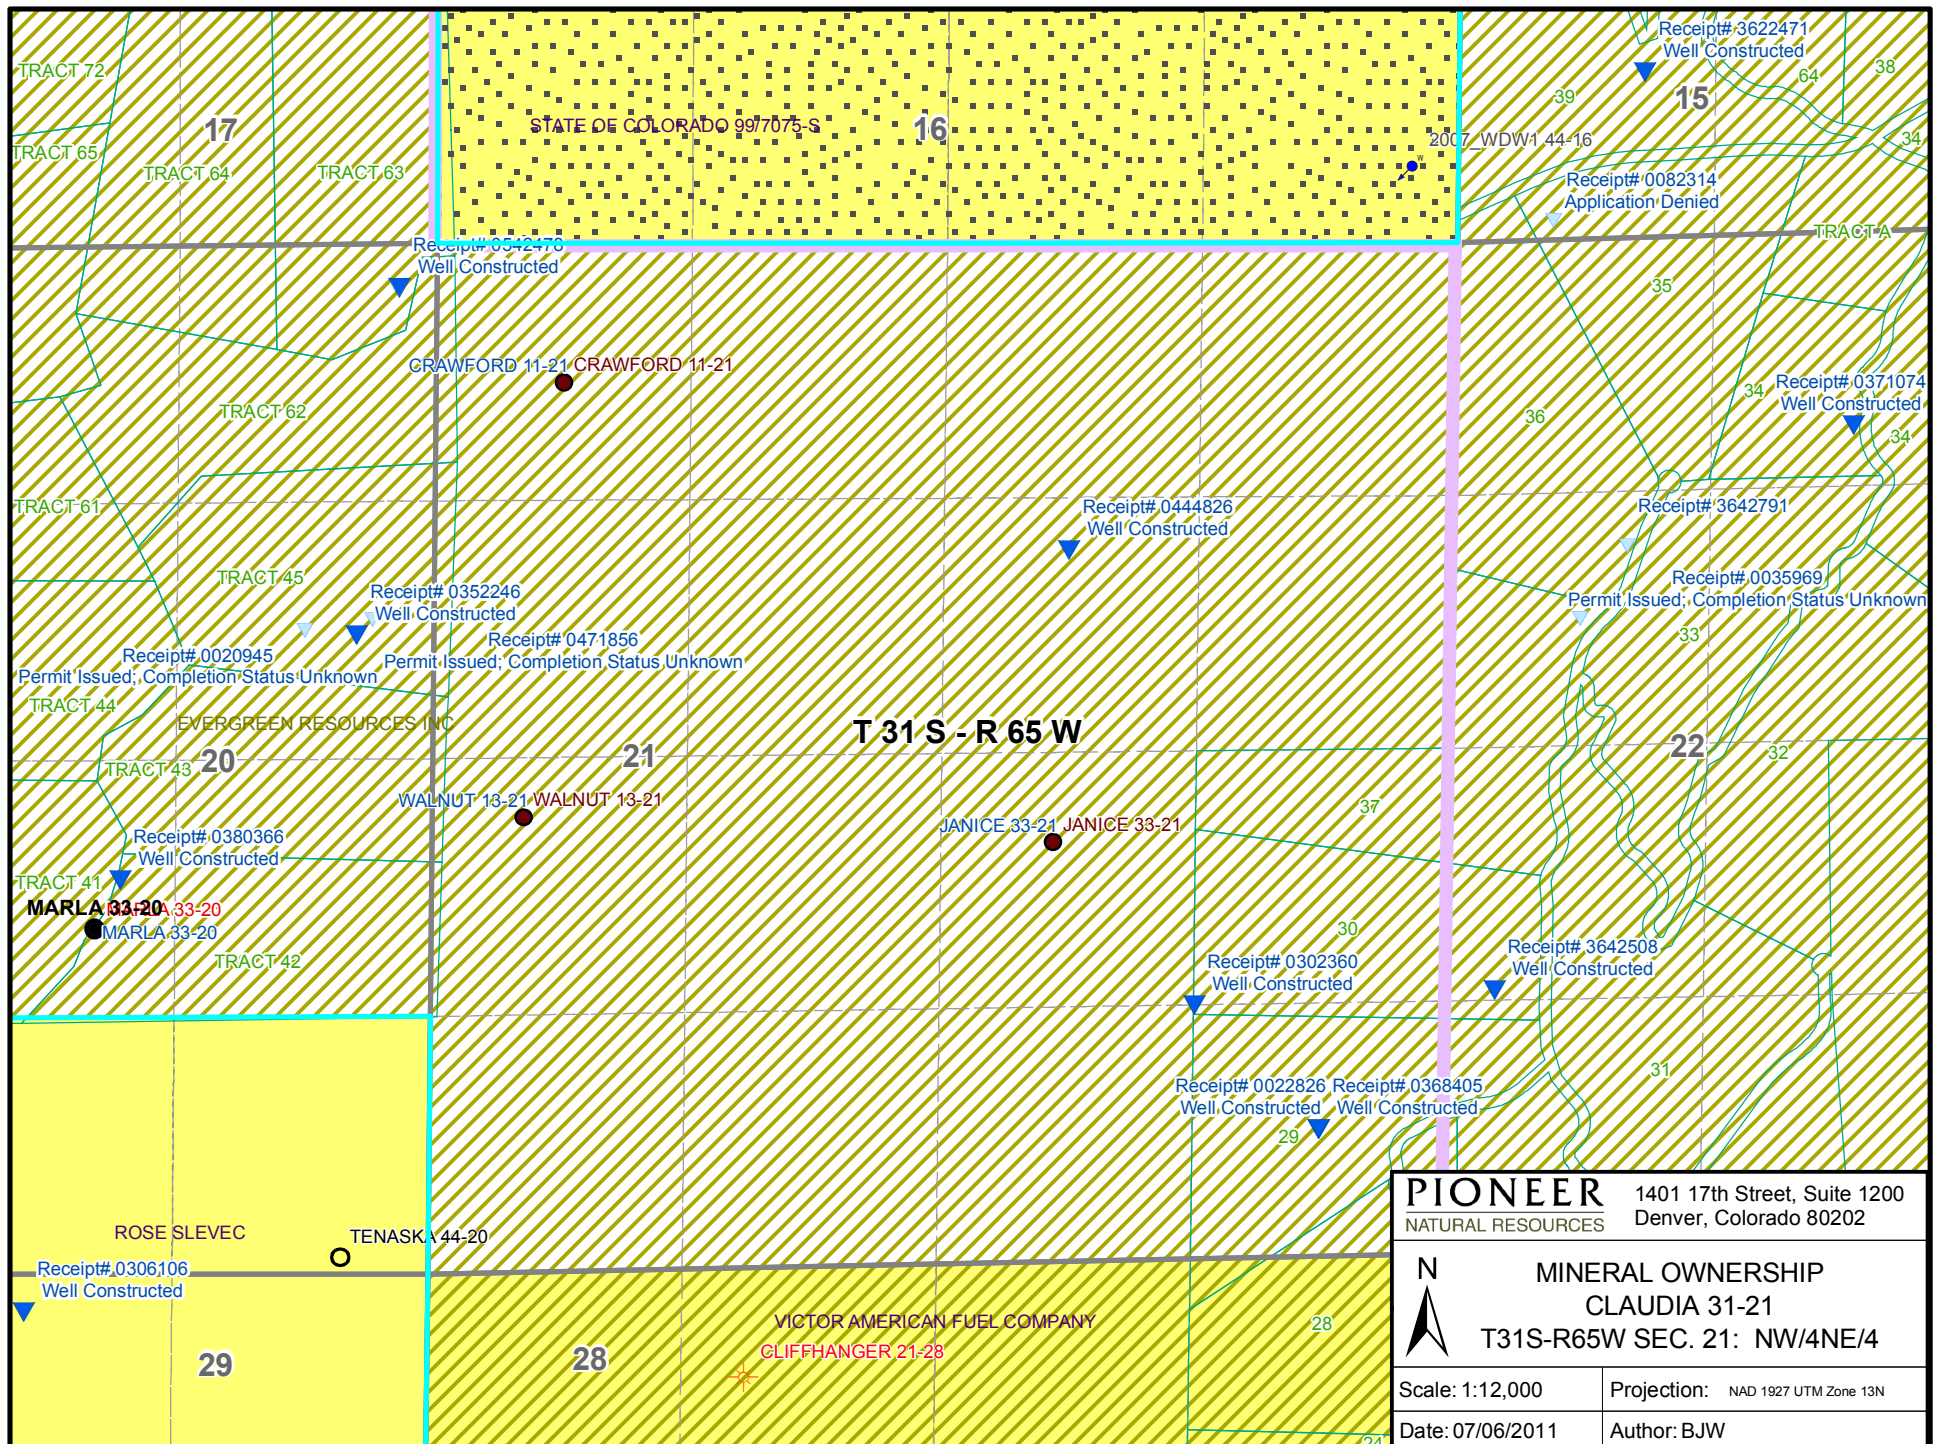 TRACT 72
17
STATE OF COLORADO 99/7075-S
16
Receipt# 3622471
Well Constructed
64
38
39
15
TRACT 65
TRACT 64
TRACT 63
2007_WDW1 44-16
W
34
Receipt# 0082314
Application Denied
TRACT A
Receipt# 0542478
Well Constructed
35
CRAWFORD 11-21
CRAWFORD 11-21
Receipt# 0371074
Well Constructed
34
36
34
TRACT 62
TRACT 61
Receipt# 0444826
Well Constructed
Receipt# 3642791
TRACT 45
Receipt# 0352246
Well Constructed
Receipt# 0035969
Permit Issued; Completion Status Unknown
33
Receipt# 0471856
Permit Issued; Completion Status Unknown
Receipt# 0020945
Permit Issued; Completion Status Unknown
TRACT 44
EVERGREEN RESOURCES INC
T 31 S - R 65 W
TRACT 43
20
21
22
32
WALNUT 13-21
WALNUT 13-21
JANICE 33-21
JANICE 33-21
37
Receipt# 0380366
Well Constructed
TRACT 41
MARLA 33-20
MARLA 33-20
MARLA 33-20
TRACT 42
30
Receipt# 0302360
Well Constructed
Receipt# 3642508
Well Constructed
31
Receipt# 0022826
Well Constructed
Receipt# 0368405
Well Constructed
29
ROSE SLEVEC
TENASKA 44-20
Receipt# 0306106
Well Constructed
29
28
VICTOR AMERICAN FUEL COMPANY
CLIFFHANGER 21-28
28
24
PIONEER
NATURAL RESOURCES
1401 17th Street, Suite 1200
Denver, Colorado 80202
N
MINERAL OWNERSHIP
CLAUDIA 31-21
T31S-R65W SEC. 21: NW/4NE/4
Scale: 1:12,000
Projection: NAD 1927 UTM Zone 13N
Date: 07/06/2011
Author: BJW